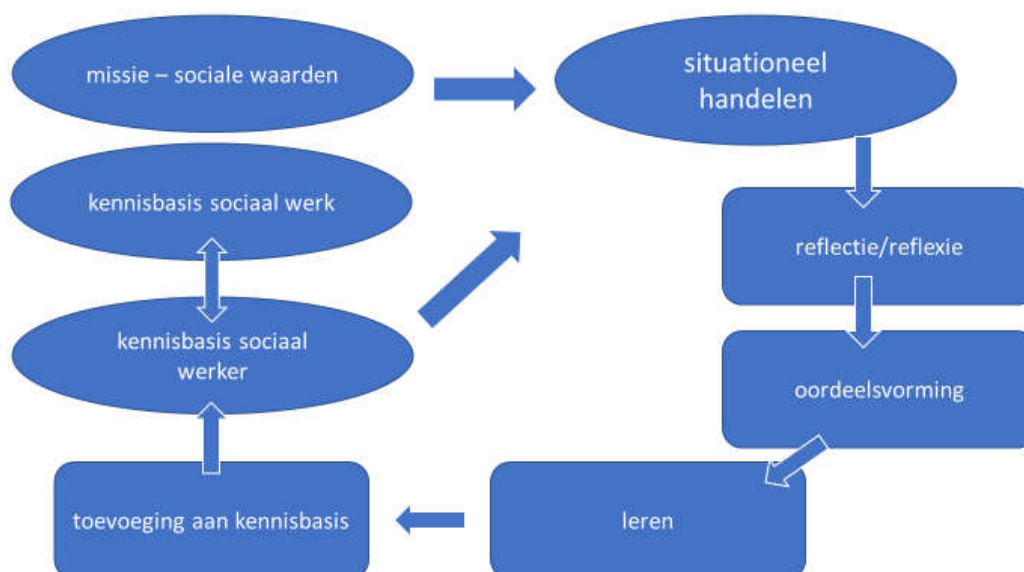 missie – sociale waarden
situationeel
handelen
kennisbasis sociaal werk
reflectie/reflexie
kennisbasis sociaal
werker
oordeelsvorming
toevoeging aan kennisbasis
leren